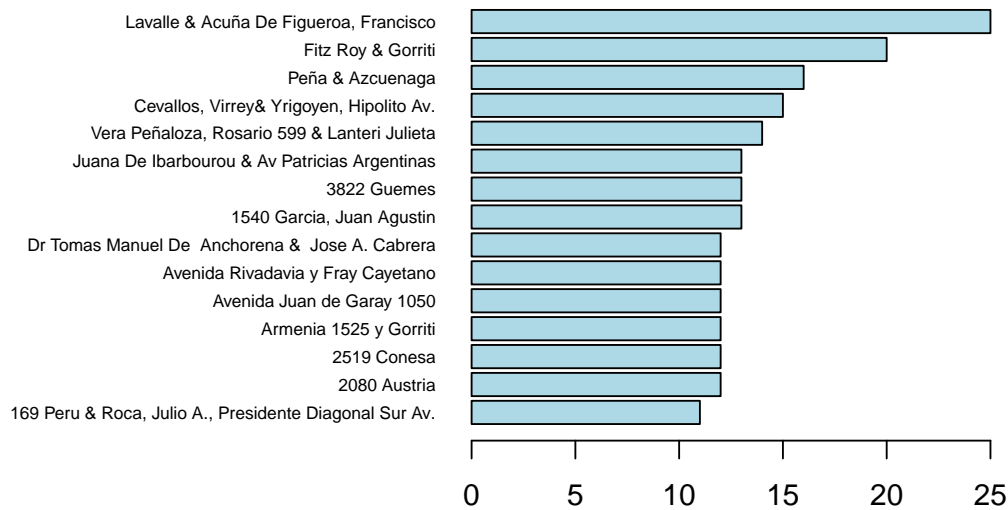 Lavalle & Acuña De Figueroa, Francisco
Fitz Roy & Gorriti
Peña & Azcuenaga
Cevallos, Virrey& Yrigoyen, Hipolito Av.
Vera Peñaloza, Rosario 599 & Lanteri Julieta
Juana De Ibarbourou & Av Patricias Argentinas
3822 Guemes
1540 Garcia, Juan Agustin
Dr Tomas Manuel De  Anchorena &  Jose A. Cabrera
Avenida Rivadavia y Fray Cayetano
Avenida Juan de Garay 1050
Armenia 1525 y Gorriti
2519 Conesa
2080 Austria
169 Peru & Roca, Julio A., Presidente Diagonal Sur Av.
0 5 10 15 20 25